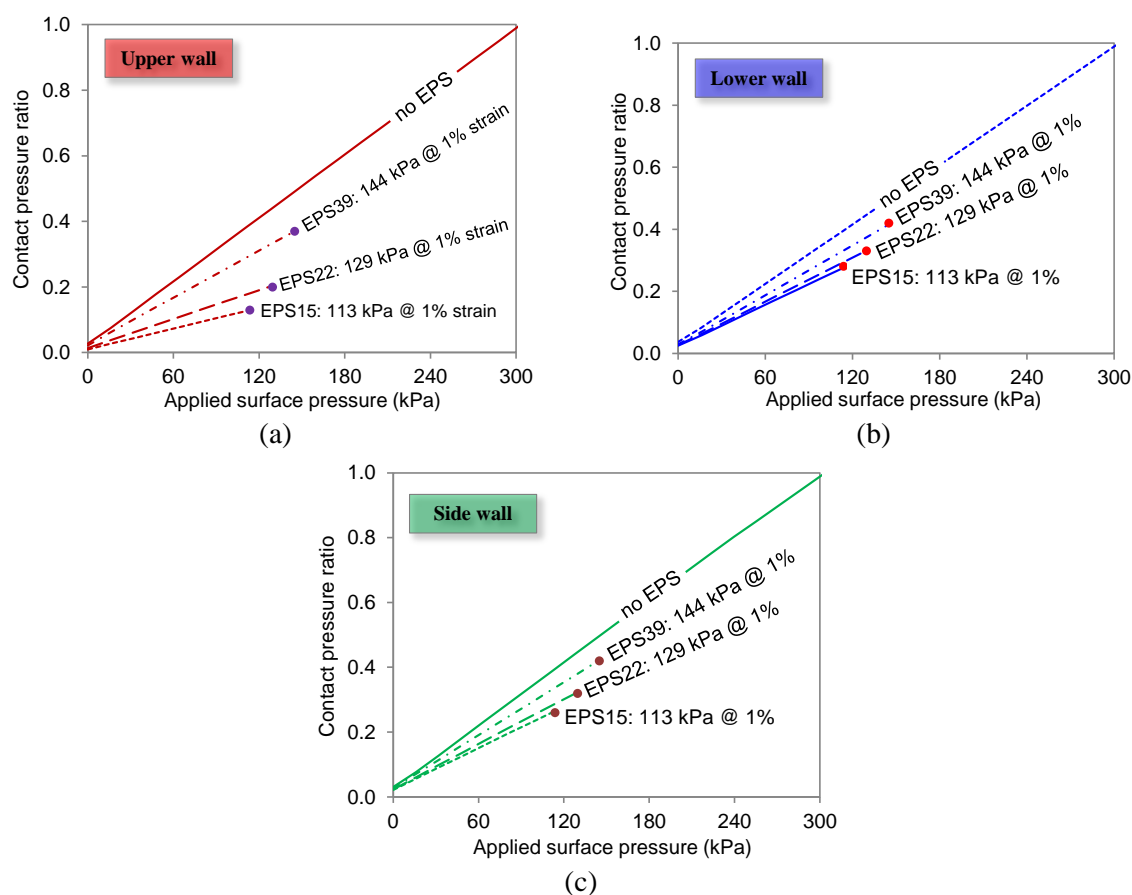 Upper wall
Contact pressure ratio
1.0
0.8
0.6
0.4
0.2
0.0
no EPS
EPS39: 144 kPa @ 1% strain
EPS22: 129 kPa @ 1% strain
EPS15: 113 kPa @ 1% strain
0 60 120 180 240 300
Applied surface pressure (kPa)
(a)
Lower wall
Contact pressure ratio
1.0
0.8
0.6
0.4
0.2
0.0
no EPS
EPS39: 144 kPa @ 1%
EPS22: 129 kPa @ 1%
EPS15: 113 kPa @ 1%
0 60 120 180 240 300
Applied surface pressure (kPa)
(b)
Side wall
Contact pressure ratio
1.0
0.8
0.6
0.4
0.2
0.0
no EPS
EPS39: 144 kPa @ 1%
EPS22: 129 kPa @ 1%
EPS15: 113 kPa @ 1%
0 60 120 180 240 300
Applied surface pressure (kPa)
(c)